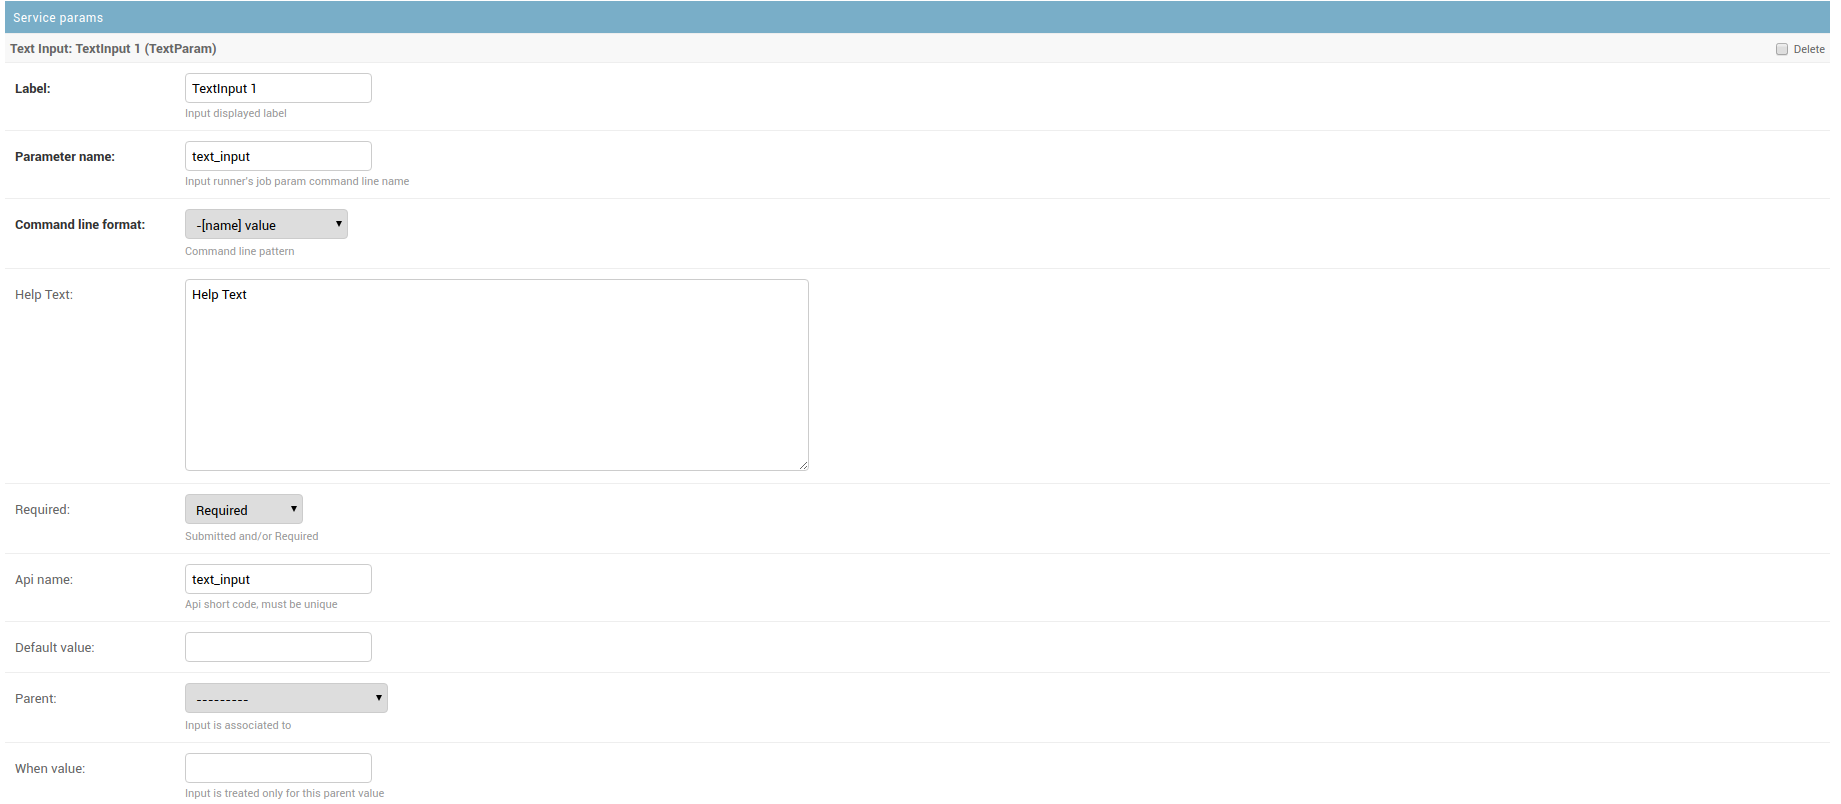 Service params
Text Input: TextInput 1 (TextParam)
Delete
Label:
TextInput 1
Input displayed label
Parameter name:
text_input
Input runner's job param command line name
Command line format:
-[name] value
Command line pattern
Help Text:
Help Text
Required:
Required
Submitted and/or Required
Api name:
text_input
Api short code, must be unique
Default value:
Parent:
---------
Input is associated to
When value:
Input is treated only for this parent value